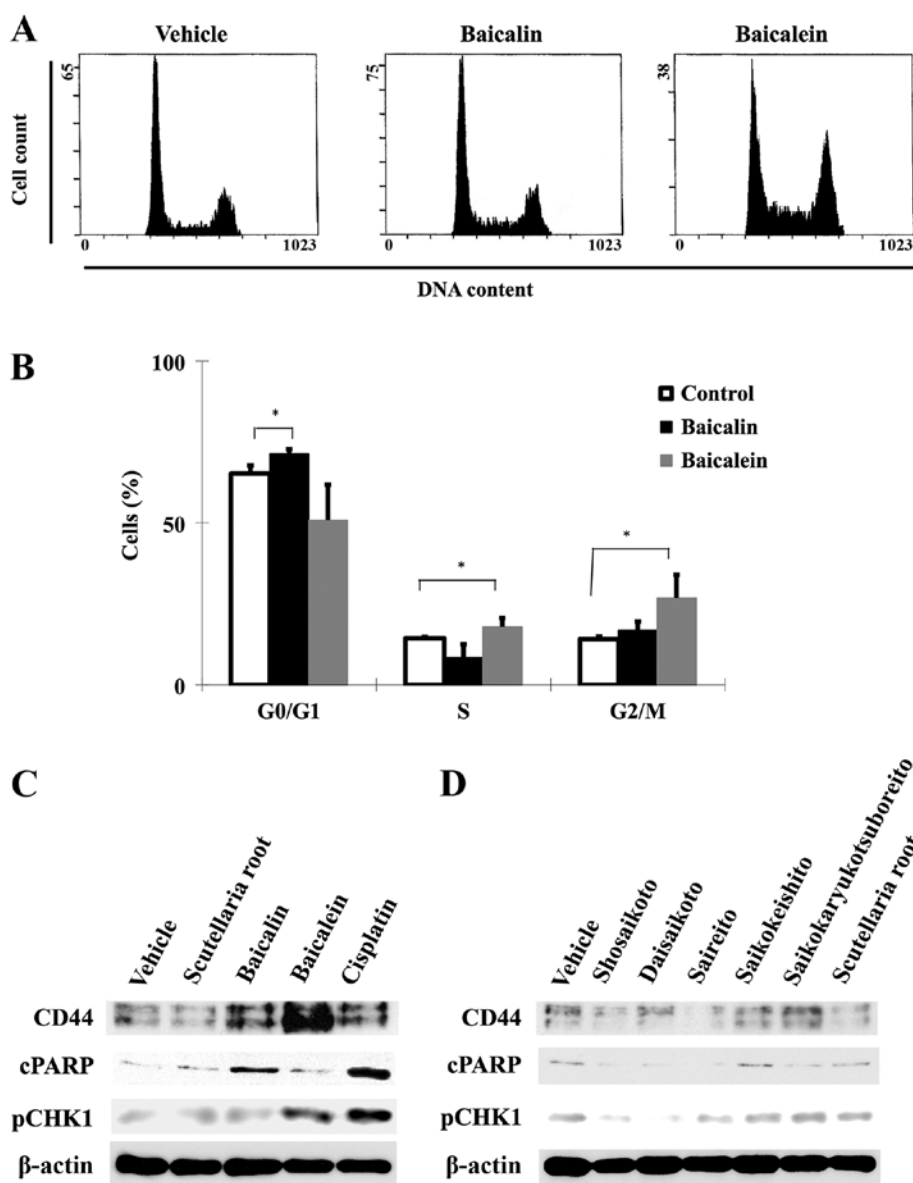 A
Vehicle
Baicalin
Baicalein
Cell count
65
0
1023
75
0
1023
38
0
1023
DNA content
B
Cells (%)
100
50
0
*
*
*
Control
Baicalin
Baicalein
G0/G1
S
G2/M
C
Vehicle
Scutellaria root
Baicalin
Baicalein
Cisplatin
CD44
cPARP
pCHK1
β-actin
D
Vehicle
Shosaikoto
Daisaikoto
Saireito
Saikokeishito
Saikokaryukotsuboreito
Scutellaria root
CD44
cPARP
pCHK1
β-actin